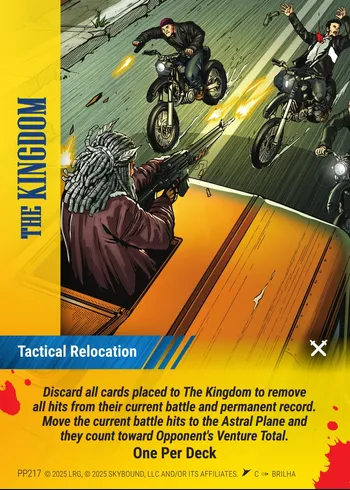 THE KINGDOM
Tactical Relocation
Discard all cards placed to The Kingdom to remove
all hits from their current battle and permanent record.
Move the current battle hits to the Astral Plane and
they count toward Opponent's Venture Total.
One Per Deck
PP217 © 2025 LRG, © 2025 SKYBOUND, LLC AND/OR ITS AFFILIATES. C BRILHA